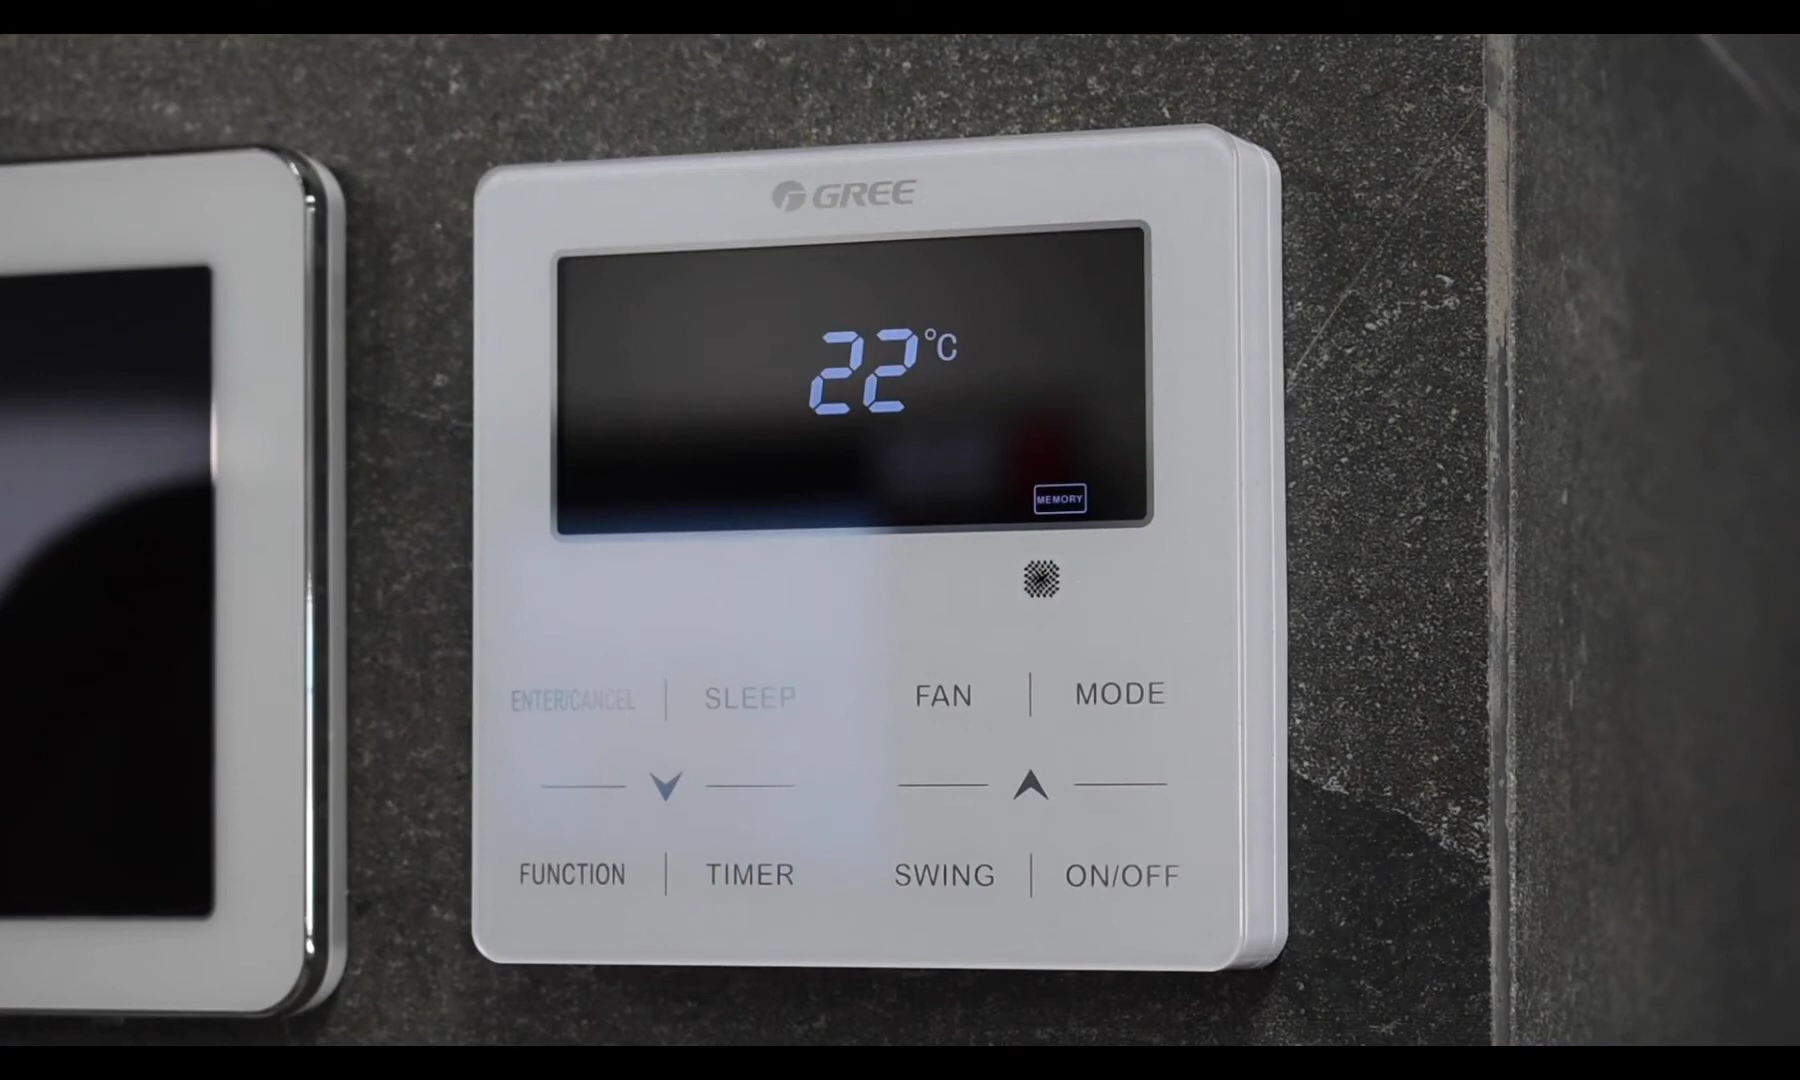 GREE
22°C
MEMORY
ENTER/CANCEL SLEEP FAN MODE
FUNCTION TIMER SWING ON/OFF